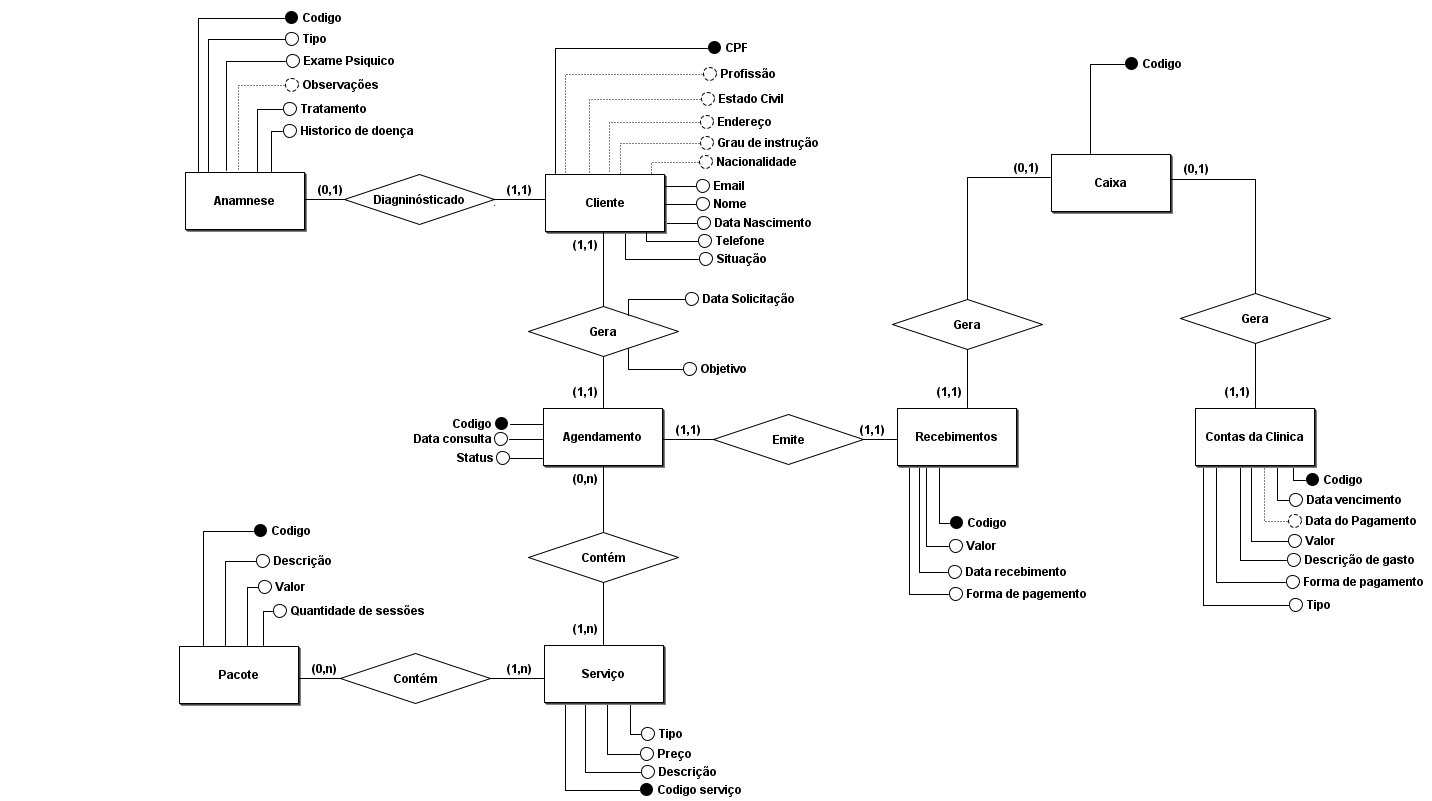 Codigo
Tipo
Exame Psiquico
Observações
Tratamento
Historico de doença
Anamnese
(0,1)
Diagninósticado
(1,1)
CPF
Profissão
Estado Civil
Endereço
Grau de instrução
Nacionalidade
Cliente
Email
Nome
Data Nascimento
Telefone
Situação
(1,1)
Data Solicitação
Gera
Objetivo
(1,1)
Codigo
Data consulta
Status
Agendamento
(1,1)
Emite
(1,1)
Recebimentos
Codigo
Valor
Data recebimento
Forma de pagemento
(1,1)
Gera
(0,1)
Codigo
Caixa
(0,1)
Gera
(1,1)
Contas da Clinica
Codigo
Data vencimento
Data do Pagamento
Valor
Descrição de gasto
Forma de pagamento
Tipo
(0,n)
Contém
(1,n)
Codigo
Descrição
Valor
Quantidade de sessões
Pacote
(0,n)
Contém
(1,n)
Serviço
Tipo
Preço
Descrição
Codigo serviço